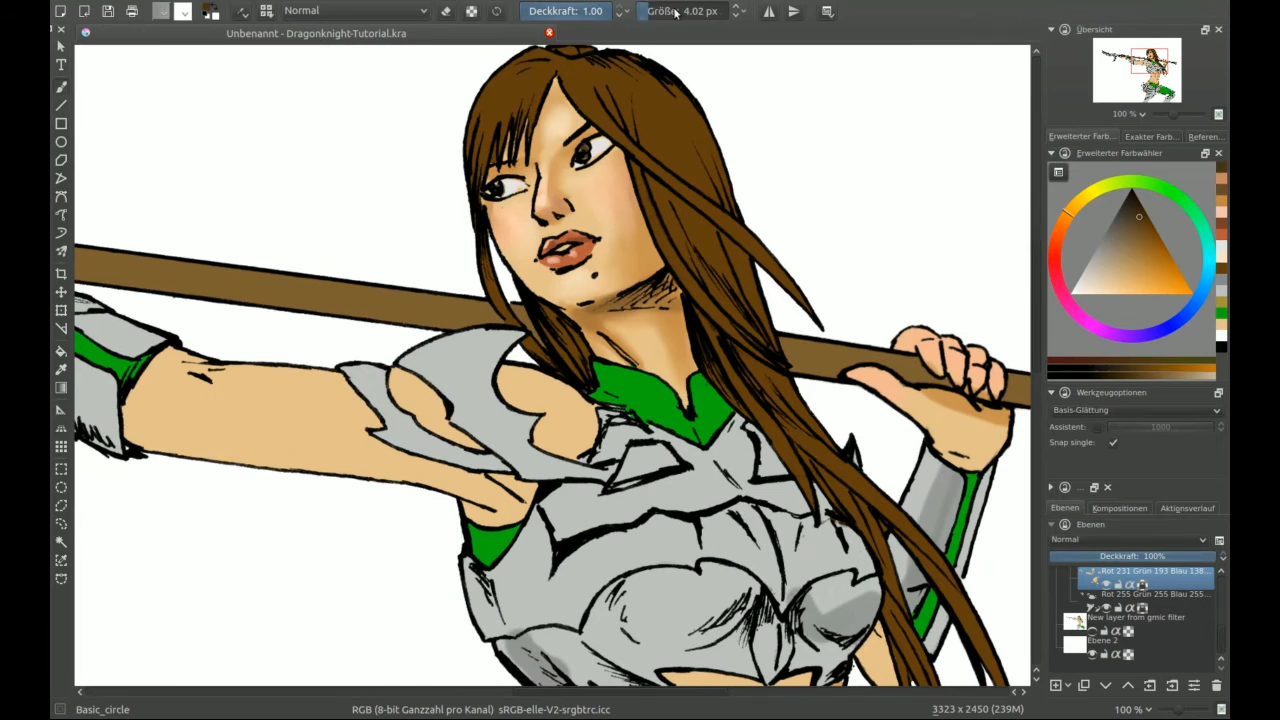 Normal
Deckkraft: 1.00
Größe: 4.02 px
Unbenannt - Dragonknight-Tutorial.kra
Übersicht
100 %
Erweiterter Farb...
Exakter Farb...
Referen...
Erweiterter Farbwähler
Werkzeugoptionen
Basis-Glättung
Assistent:
1000
Snap single:
...
Ebenen
Kompositionen
Aktionsverlauf
Ebenen
Normal
Deckkraft: 100%
Rot 231 Grün 193 Blau 138...
Rot 255 Grün 255 Blau 255...
New layer from gmic filter
Ebene 2
Basic_circle
RGB (8-bit Ganzzahl pro Kanal) sRGB-elle-V2-srgbtrc.icc
3323 x 2450 (239M)
100 %